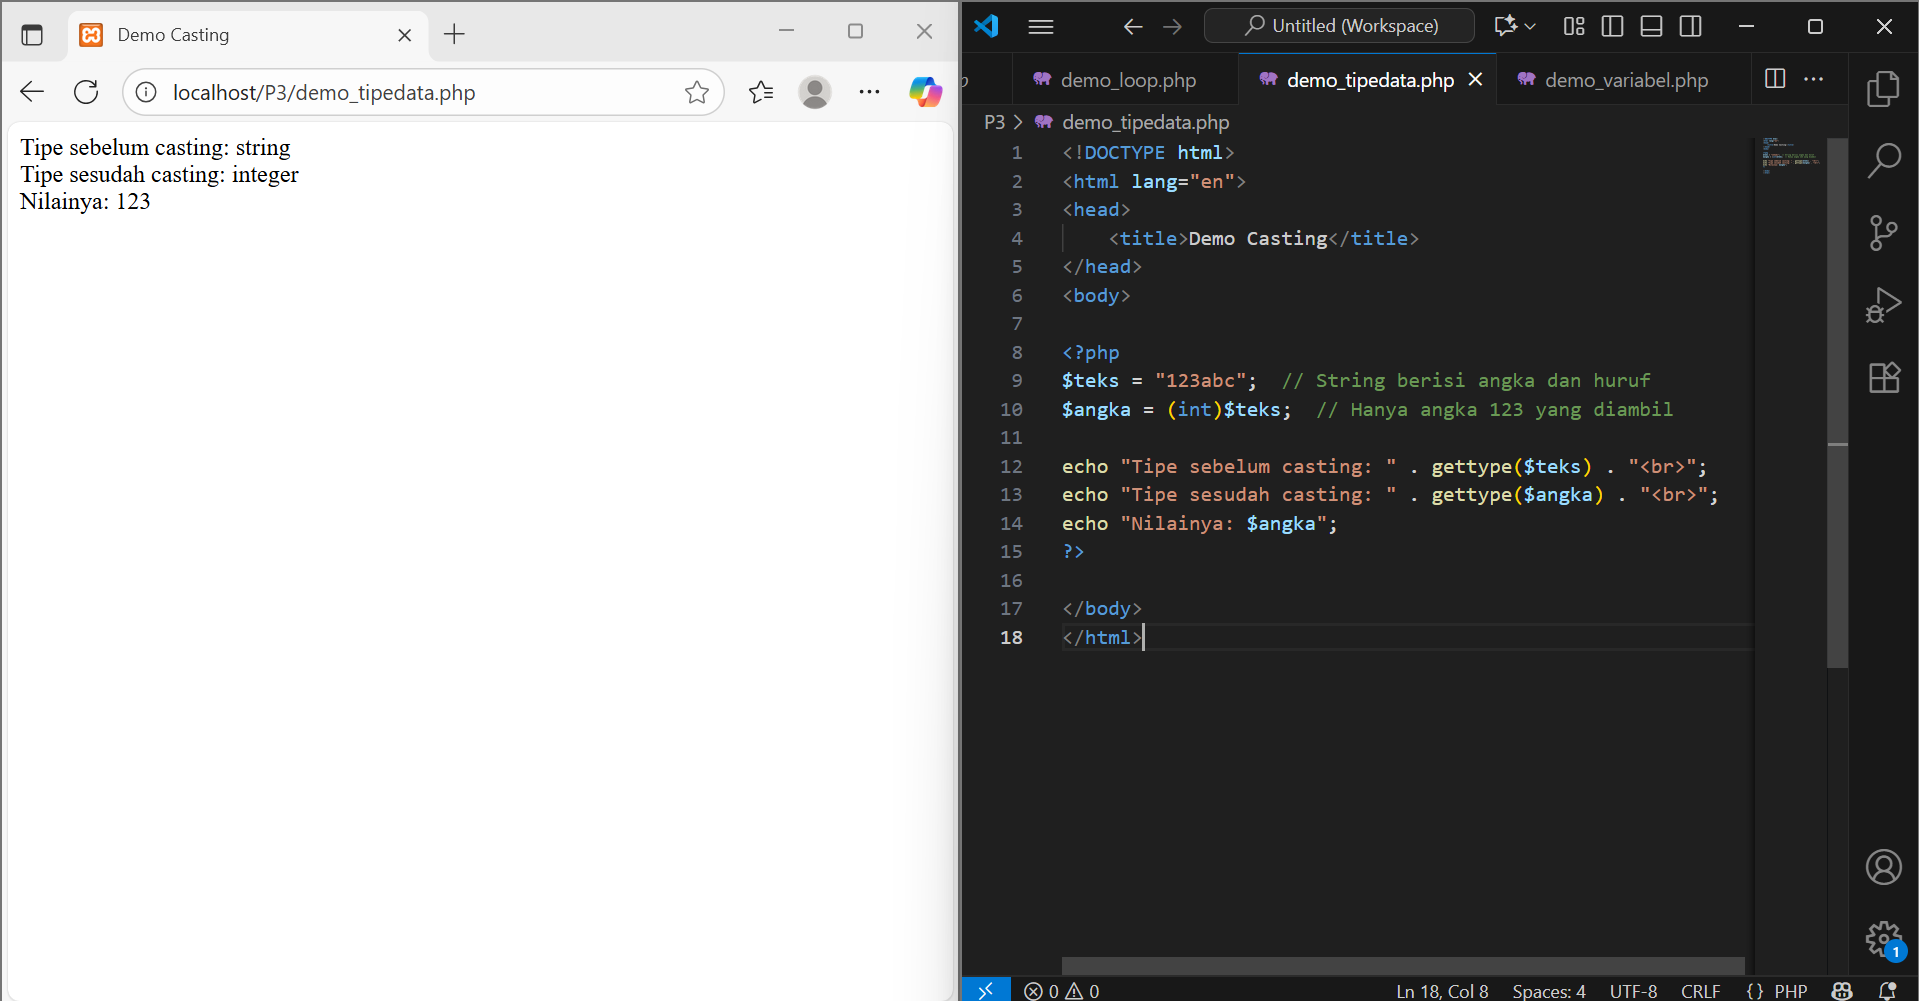 Demo Casting
localhost/P3/demo_tipedata.php
Tipe sebelum casting: string
Tipe sesudah casting: integer
Nilainya: 123
Untitled (Workspace)
demo_loop.php
demo_tipedata.php
demo_variabel.php
P3 > demo_tipedata.php
1 <!DOCTYPE html>
2 <html lang="en">
3 <head>
4     <title>Demo Casting</title>
5 </head>
6 <body>
7
8 <?php
9 $teks = "123abc";  // String berisi angka dan huruf
10 $angka = (int)$teks;  // Hanya angka 123 yang diambil
11
12 echo "Tipe sebelum casting: " . gettype($teks) . "<br>";
13 echo "Tipe sesudah casting: " . gettype($angka) . "<br>";
14 echo "Nilainya: $angka";
15 ?>
16
17 </body>
18 </html>
1
0 0 Ln 18, Col 8 Spaces: 4 UTF-8 CRLF {} PHP